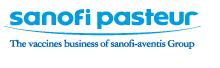 sanofi pasteur
The vaccines business of sanofi-aventis Group